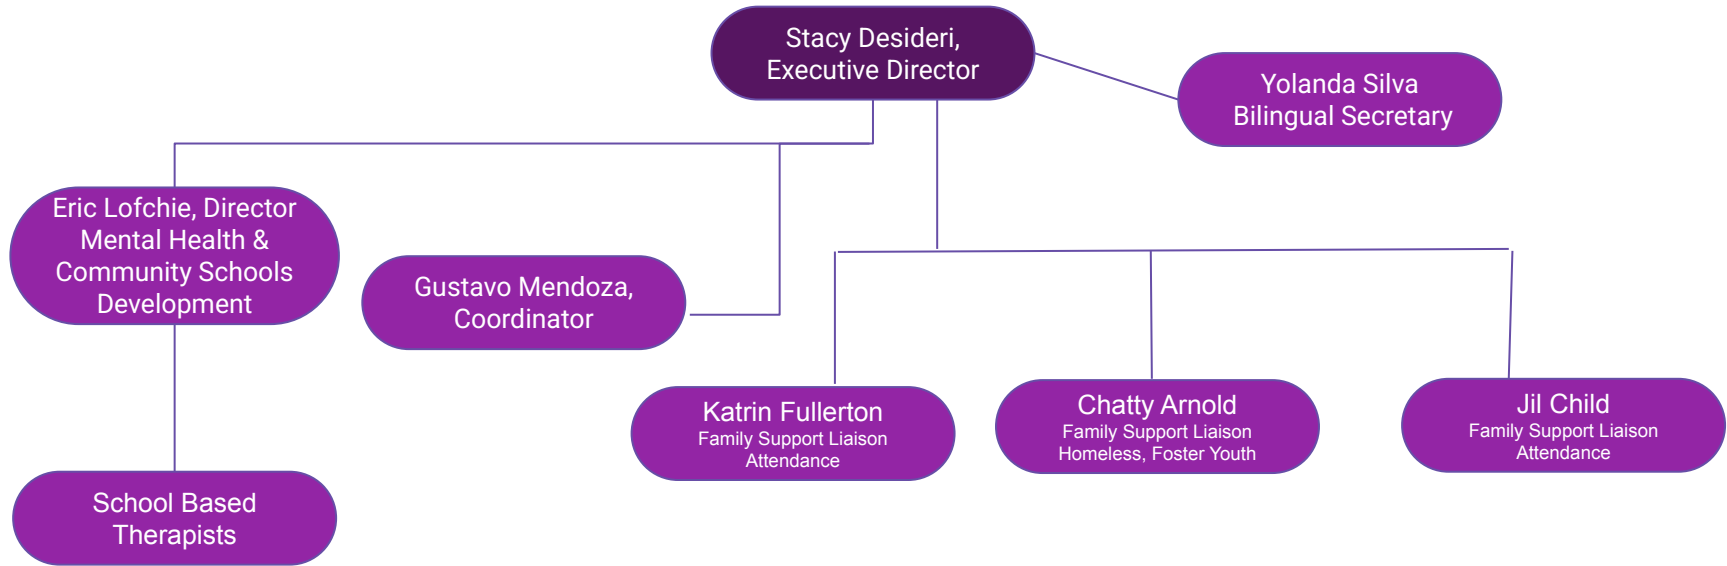 Stacy Desideri,
Executive Director
Yolanda Silva
Bilingual Secretary
Eric Lofchie, Director
Mental Health &
Community Schools
Development
Gustavo Mendoza,
Coordinator
Katrin Fullerton
Family Support Liaison
Attendance
Chatty Arnold
Family Support Liaison
Homeless, Foster Youth
Jil Child
Family Support Liaison
Attendance
School Based
Therapists